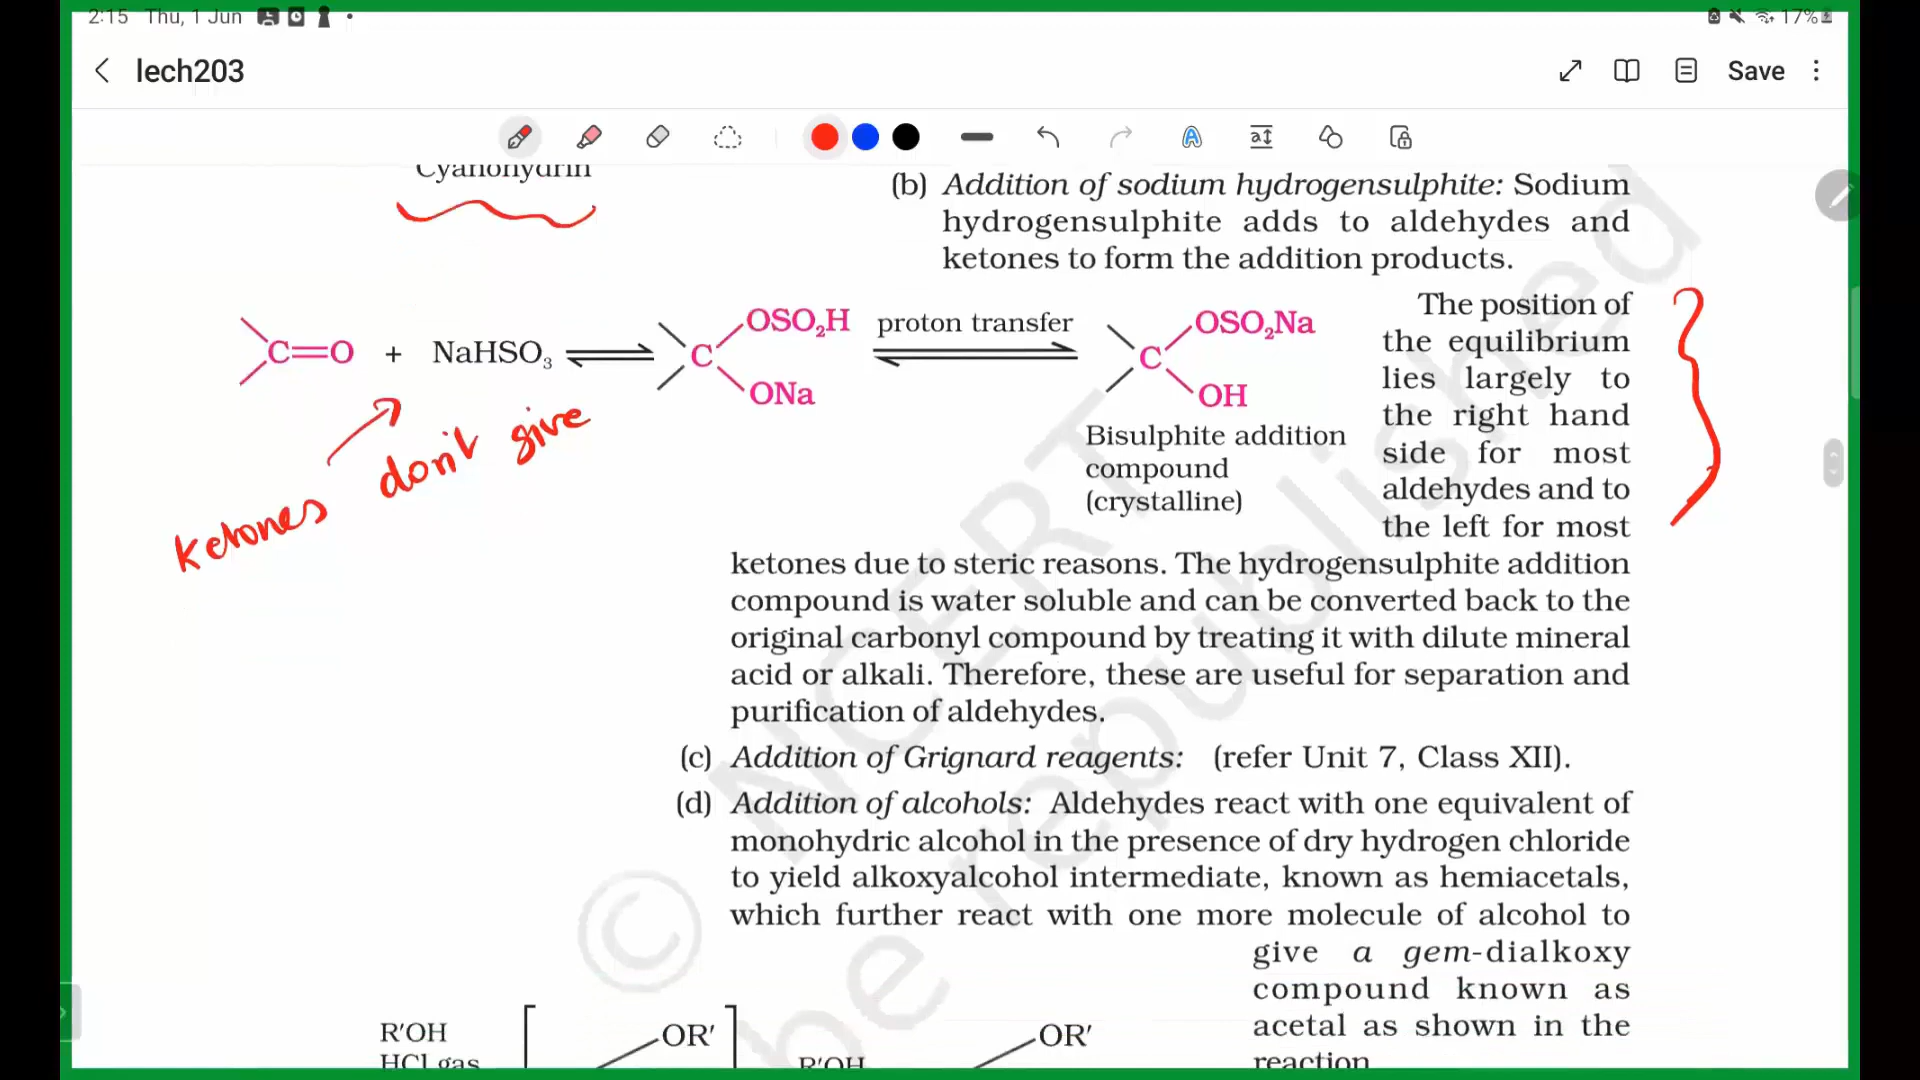 2:15 Thu, 1 Jun
17%
lech203
Save
Cyanohydrin
(b) Addition of sodium hydrogensulphite: Sodium
hydrogensulphite adds to aldehydes and
ketones to form the addition products.
C=O + NaHSO₃ ⇌ C OSO₂H ONa proton transfer ⇌ C OSO₂Na OH
Bisulphite addition
compound
(crystalline)
ketones don't give
The position of
the equilibrium
lies largely to
the right hand
side for most
aldehydes and to
the left for most
ketones due to steric reasons. The hydrogensulphite addition
compound is water soluble and can be converted back to the
original carbonyl compound by treating it with dilute mineral
acid or alkali. Therefore, these are useful for separation and
purification of aldehydes.
(c) Addition of Grignard reagents: (refer Unit 7, Class XII).
(d) Addition of alcohols: Aldehydes react with one equivalent of
monohydric alcohol in the presence of dry hydrogen chloride
to yield alkoxyalcohol intermediate, known as hemiacetals,
which further react with one more molecule of alcohol to
give a gem-dialkoxy
compound known as
acetal as shown in the
reaction
R′OH
HCl gas
OR′
R′OH
OR′
© NCERT
be republished